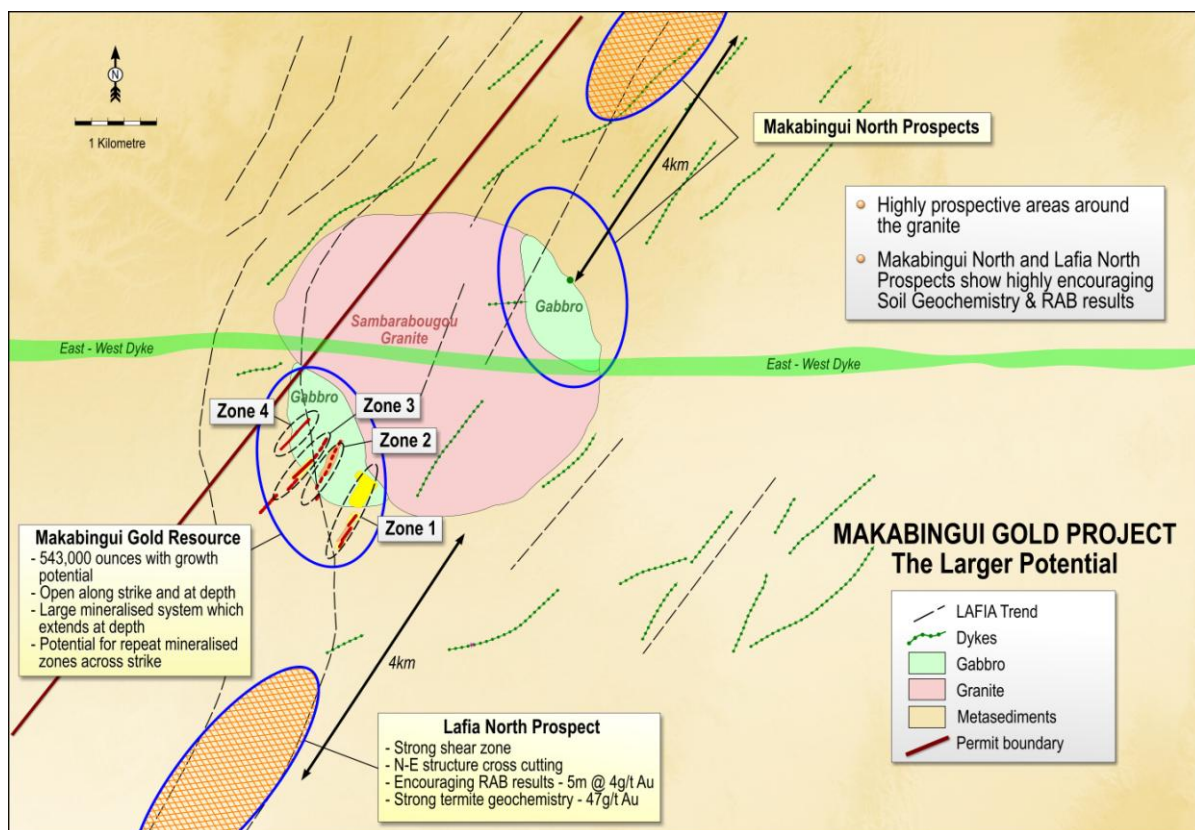 N
1 Kilometre
Makabingui North Prospects
4km
Highly prospective areas around
the granite
Makabingui North and Lafia North
Prospects show highly encouraging
Soil Geochemistry & RAB results
Gabbro
Sambarabougou
Granite
East - West Dyke
East - West Dyke
Gabbro
Zone 4
Zone 3
Zone 2
Zone 1
Makabingui Gold Resource
- 543,000 ounces with growth
potential
- Open along strike and at depth
- Large mineralised system which
extends at depth
- Potential for repeat mineralised
zones across strike
4km
Lafia North Prospect
- Strong shear zone
- N-E structure cross cutting
- Encouraging RAB results - 5m @ 4g/t Au
- Strong termite geochemistry - 47g/t Au
MAKABINGUI GOLD PROJECT
The Larger Potential
LAFIA Trend
Dykes
Gabbro
Granite
Metasediments
Permit boundary